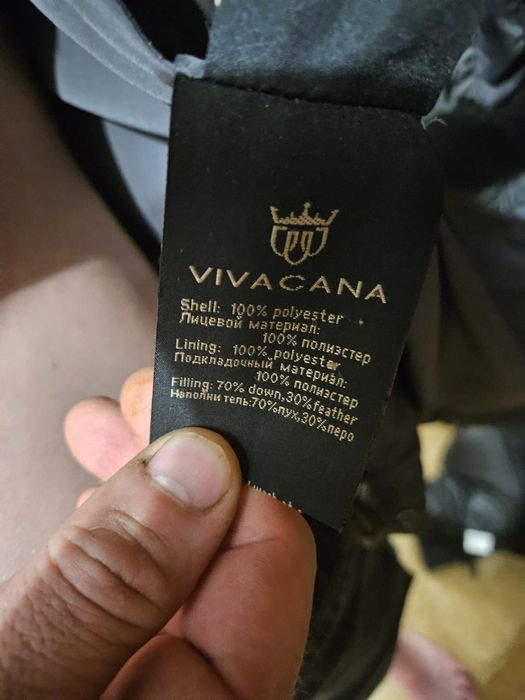 VIVACANA
Shell: 100% polyester
Лицевой материал:
100% полиэстер
Lining: 100% polyester
Подкладочный материал:
100% полиэстер
Filling: 70% down,30% feather
Наполни тель:70%пух,30%перо